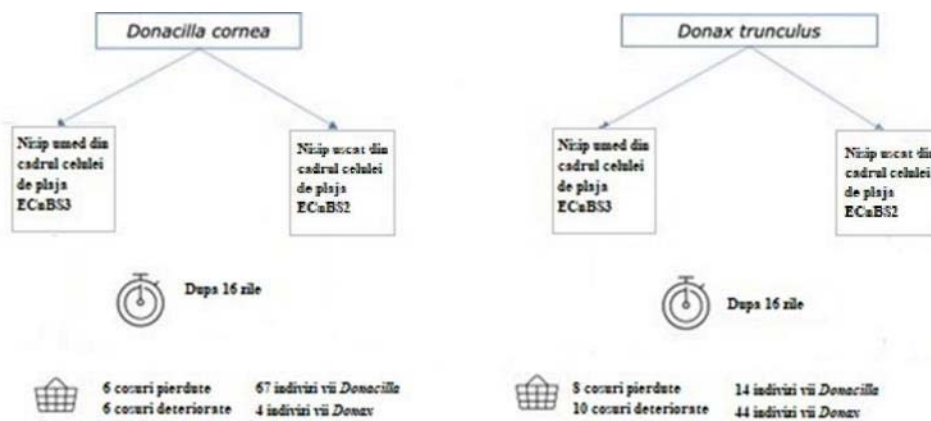 Donacilla cornea
Nisip umed din
cadrul celulei
de plaja
ECuBS3
Nisip uscat din
cadrul celulei
de plaja
ECuBS2
Dupa 16 zile
6 cosuri pierdute
6 cosuri deteriorate
67 indivizi vii Donacilla
4 indivizi vii Donax
Donax trunculus
Nisip umed din
cadrul celulei
de plaja
ECuBS3
Nisip uscat din
cadrul celulei
de plaja
ECuBS2
Dupa 16 zile
8 cosuri pierdute
10 cosuri deteriorate
14 indivizi vii Donacilla
44 indivizi vii Donax